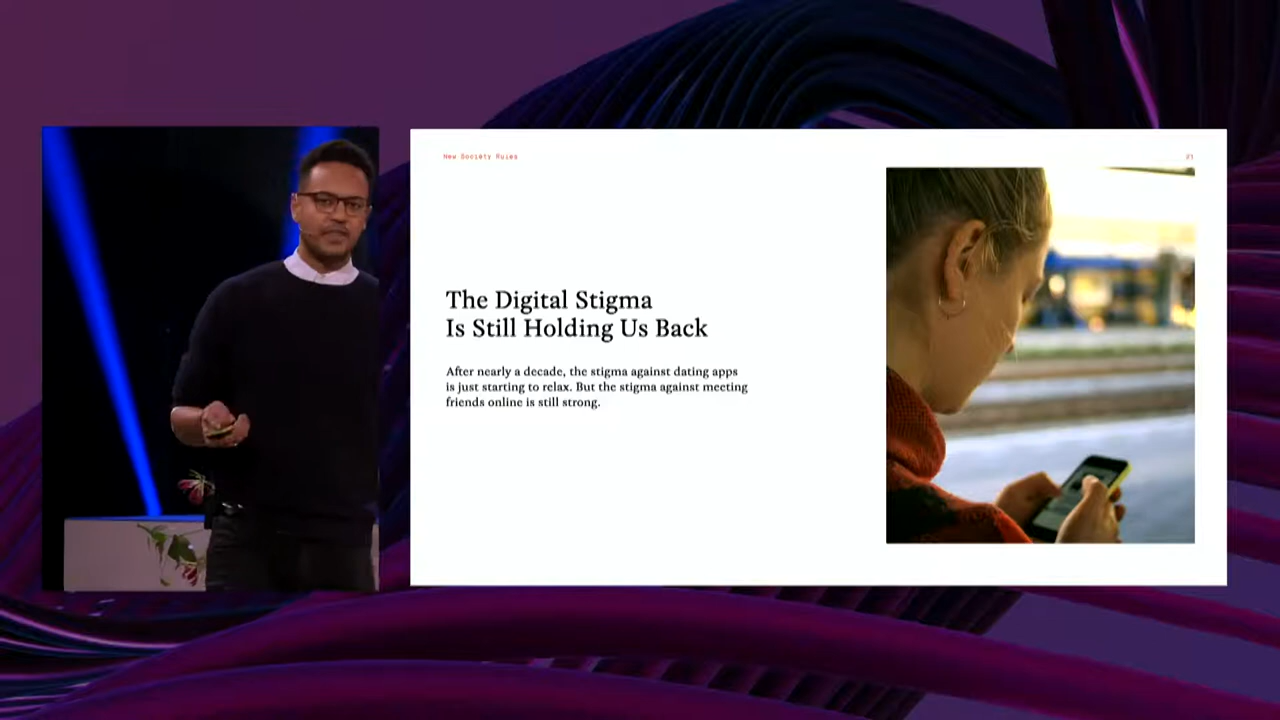 New Society Rules
21
The Digital Stigma
Is Still Holding Us Back
After nearly a decade, the stigma against dating apps
is just starting to relax. But the stigma against meeting
friends online is still strong.